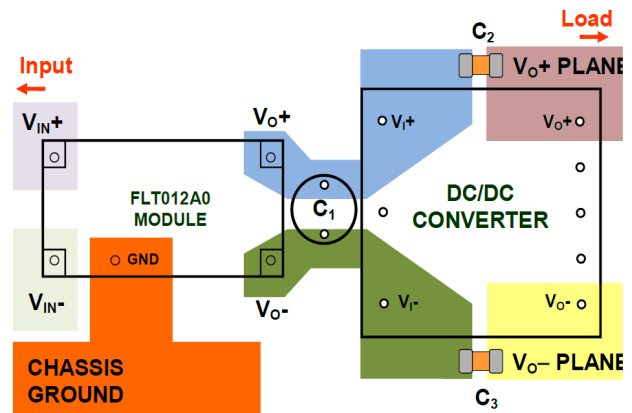 Input
Load
C2
VO+ PLANE
VIN+
VO+
VI+
VO+
FLT012A0
MODULE
C1
DC/DC
CONVERTER
GND
VIN-
VO-
VI-
VO-
CHASSIS
GROUND
VO– PLANE
C3